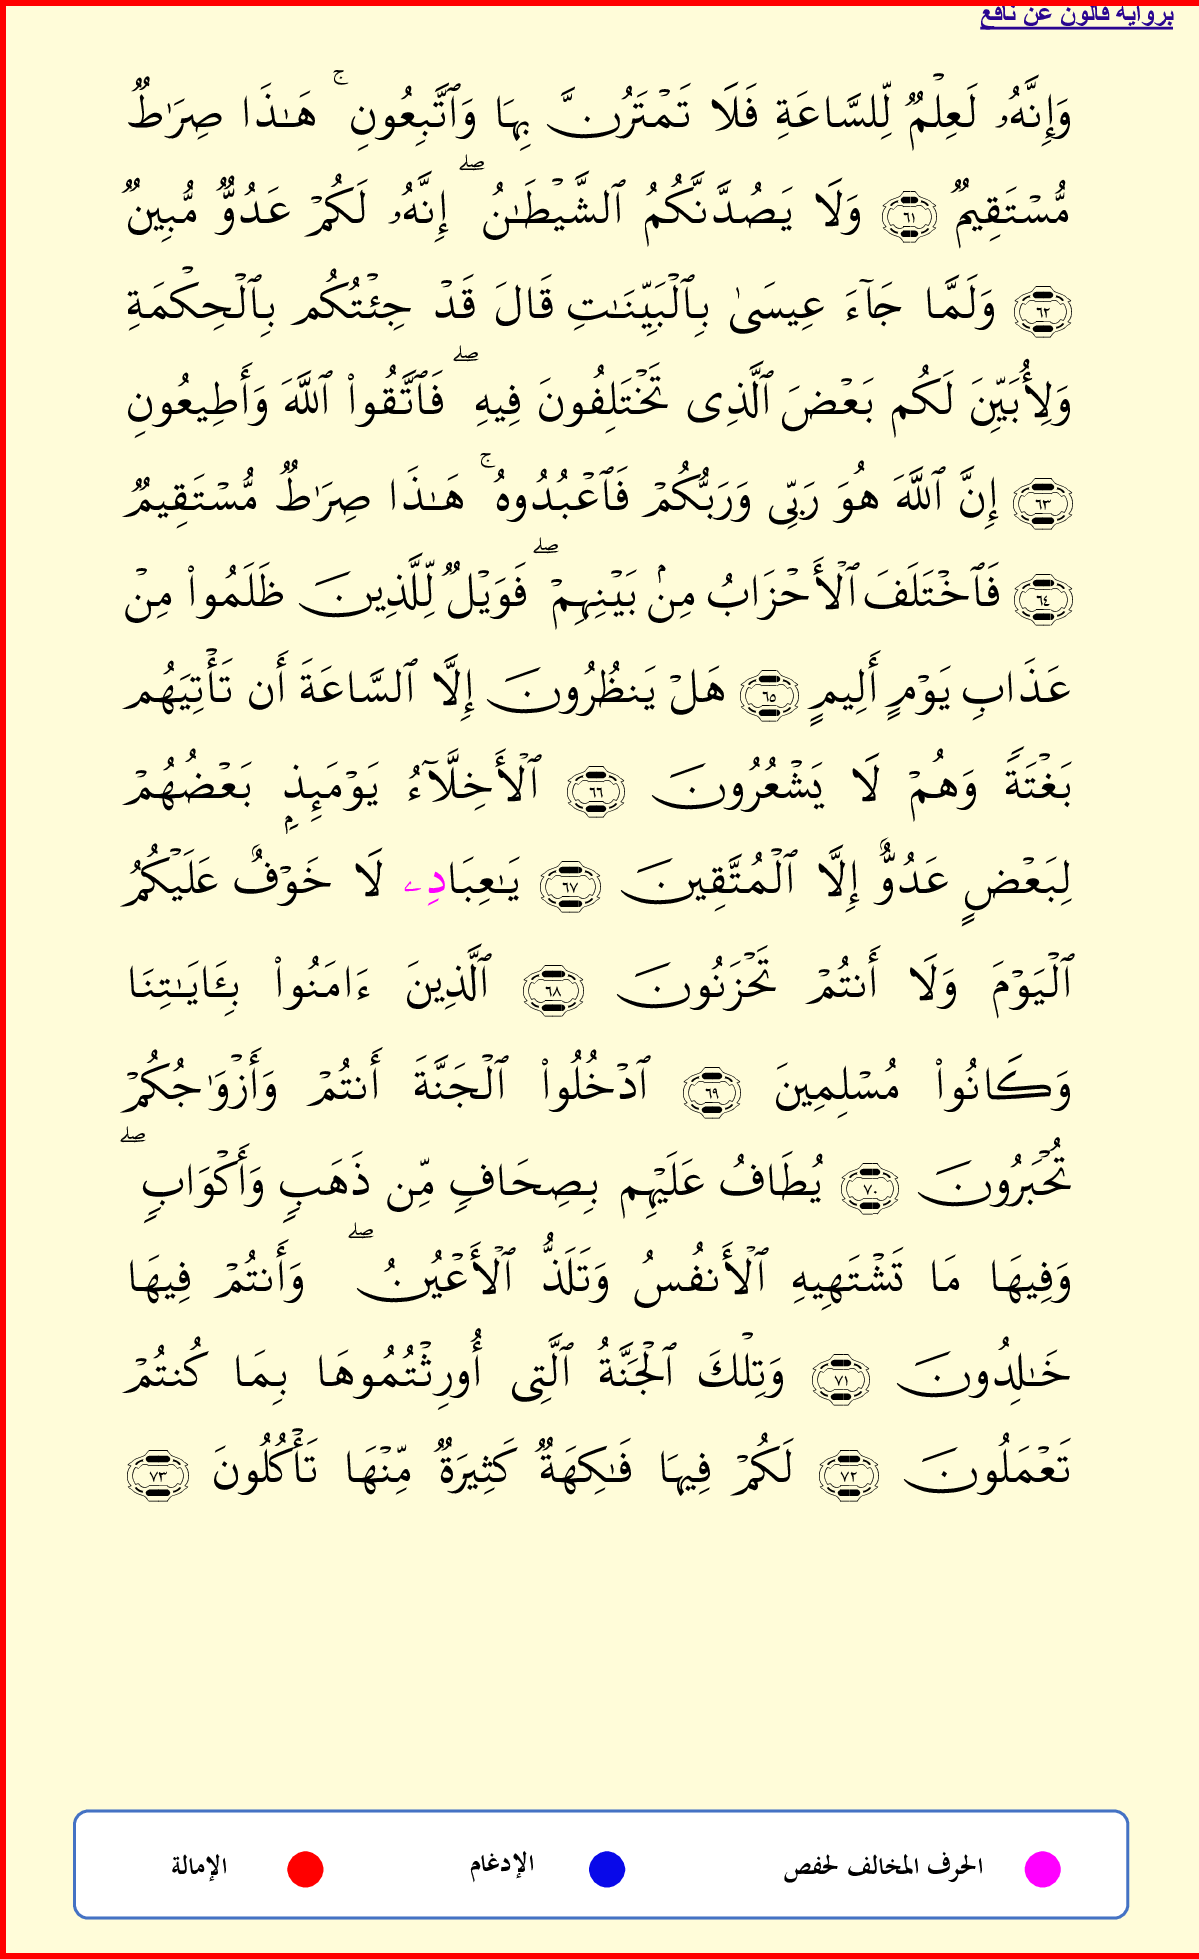 برواية قالون عن نافع
وَإِنَّهُۥ لَعِلْمٌ لِّلسَّاعَةِ فَلَا تَمْتَرُنَّ بِهَا وَٱتَّبِعُونِ ۚ هَـٰذَا صِرَٰطٌ
مُّسْتَقِيمٌ ٦١ وَلَا يَصُدَّنَّكُمُ ٱلشَّيْطَـٰنُ ۖ إِنَّهُۥ لَكُمْ عَدُوٌّ مُّبِينٌ
٦٢ وَلَمَّا جَآءَ عِيسَىٰ بِٱلْبَيِّنَـٰتِ قَالَ قَدْ جِئْتُكُم بِٱلْحِكْمَةِ
وَلِأُبَيِّنَ لَكُم بَعْضَ ٱلَّذِى تَخْتَلِفُونَ فِيهِ ۖ فَٱتَّقُوا۟ ٱللَّهَ وَأَطِيعُونِ
٦٣ إِنَّ ٱللَّهَ هُوَ رَبِّى وَرَبُّكُمْ فَٱعْبُدُوهُ ۚ هَـٰذَا صِرَٰطٌ مُّسْتَقِيمٌ
٦٤ فَٱخْتَلَفَ ٱلْأَحْزَابُ مِنۢ بَيْنِهِمْ ۖ فَوَيْلٌ لِّلَّذِينَ ظَلَمُوا۟ مِنْ
عَذَابِ يَوْمٍ أَلِيمٍ ٦٥ هَلْ يَنظُرُونَ إِلَّا ٱلسَّاعَةَ أَن تَأْتِيَهُم
بَغْتَةً وَهُمْ لَا يَشْعُرُونَ ٦٦ ٱلْأَخِلَّآءُ يَوْمَئِذٍۭ بَعْضُهُمْ
لِبَعْضٍ عَدُوٌّ إِلَّا ٱلْمُتَّقِينَ ٦٧ يَـٰعِبَادِے لَا خَوْفٌ عَلَيْكُمُ
ٱلْيَوْمَ وَلَا أَنتُمْ تَحْزَنُونَ ٦٨ ٱلَّذِينَ ءَامَنُوا۟ بِـَٔايَـٰتِنَا
وَكَانُوا۟ مُسْلِمِينَ ٦٩ ٱدْخُلُوا۟ ٱلْجَنَّةَ أَنتُمْ وَأَزْوَٰجُكُمْ
تُحْبَرُونَ ٧٠ يُطَافُ عَلَيْهِم بِصِحَافٍ مِّن ذَهَبٍ وَأَكْوَابٍ ۖ
وَفِيهَا مَا تَشْتَهِيهِ ٱلْأَنفُسُ وَتَلَذُّ ٱلْأَعْيُنُ ۖ وَأَنتُمْ فِيهَا
خَـٰلِدُونَ ٧١ وَتِلْكَ ٱلْجَنَّةُ ٱلَّتِى أُورِثْتُمُوهَا بِمَا كُنتُمْ
تَعْمَلُونَ ٧٢ لَكُمْ فِيهَا فَـٰكِهَةٌ كَثِيرَةٌ مِّنْهَا تَأْكُلُونَ ٧٣
الحرف المخالف لحفص الإدغام الإمالة